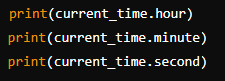 print(current_time.hour)
print(current_time.minute)
print(current_time.second)